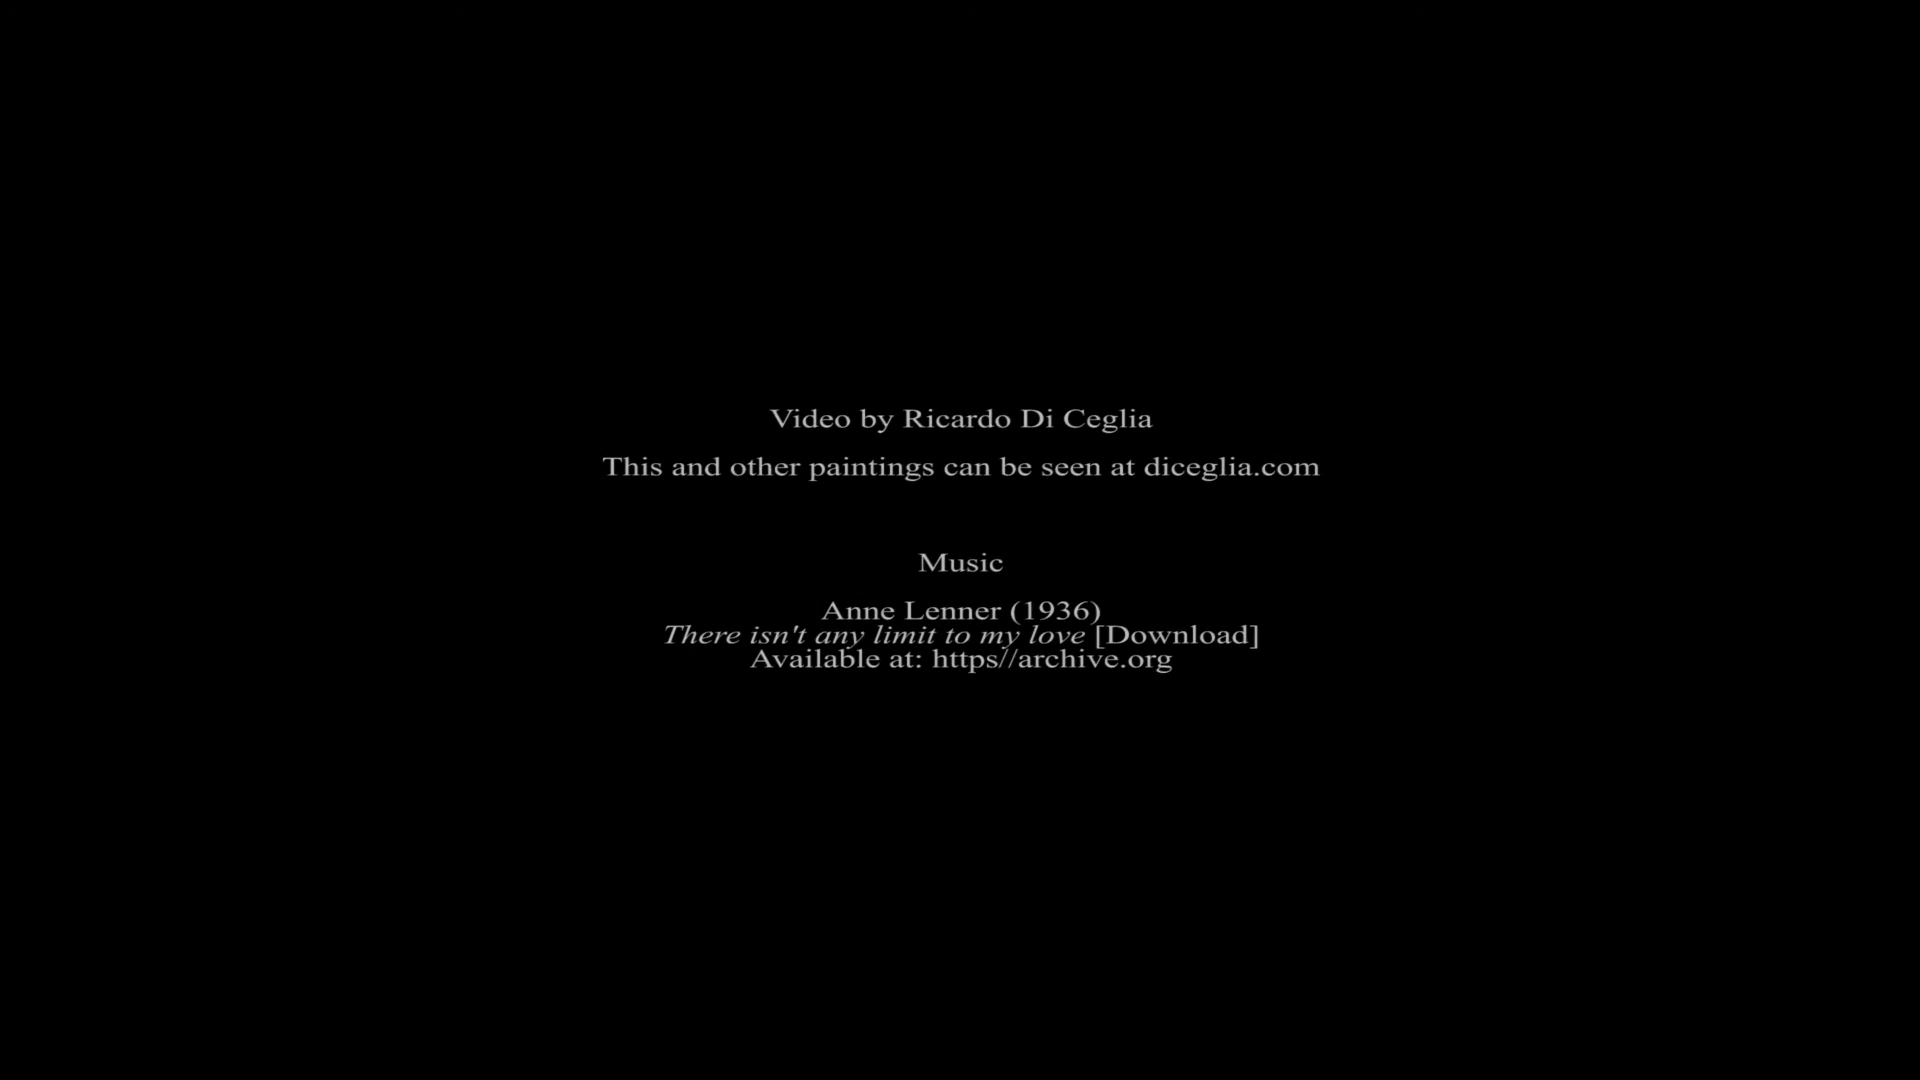 Video by Ricardo Di Ceglia
This and other paintings can be seen at diceglia.com
Music
Anne Lenner (1936)
There isn't any limit to my love [Download]
Available at: https//archive.org